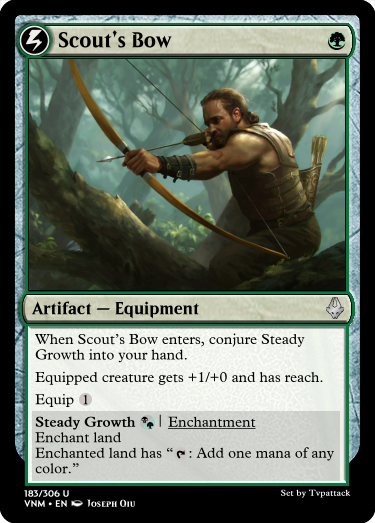 Scout's Bow
Artifact — Equipment
When Scout's Bow enters, conjure Steady
Growth into your hand.
Equipped creature gets +1/+0 and has reach.
Equip 1
Steady Growth | Enchantment
Enchant land
Enchanted land has “ : Add one mana of any
color.”
183/306 U
Set by Tvpattack
VNM • EN Joseph Qiu